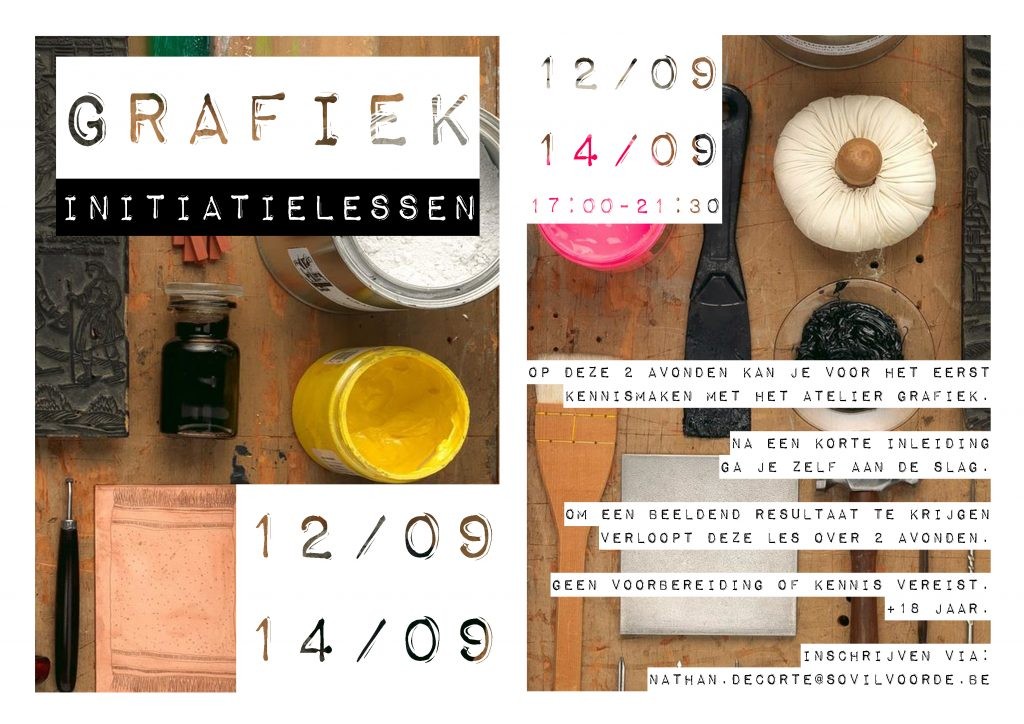 GRAFIEK
INITIATIELESSEN
12/09
14/09
12/09
14/09
17:00-21:30
OP DEZE 2 AVONDEN KAN JE VOOR HET EERST
KENNISMAKEN MET HET ATELIER GRAFIEK.
NA EEN KORTE INLEIDING
GA JE ZELF AAN DE SLAG.
OM EEN BEELDEND RESULTAAT TE KRIJGEN
VERLOOPT DEZE LES OVER 2 AVONDEN.
GEEN VOORBEREIDING OF KENNIS VEREIST.
+18 JAAR.
INSCHRIJVEN VIA:
NATHAN.DECORTE@SOVILVOORDE.BE